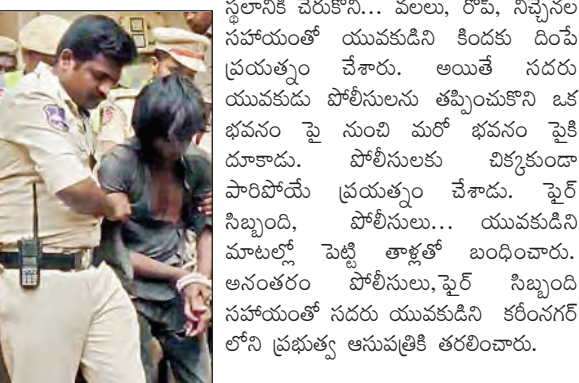 స్థలానికి చేరుకొని... వలలు, రోప్, నిచ్చెనల
సహాయంతో యువకుడిని కిందకు దింపే
ప్రయత్నం చేశారు. అయితే సదరు
యువకుడు పోలీసులను తప్పించుకొని ఒక
భవనం పై నుంచి మరో భవనం పైకి
దూకాడు. పోలీసులకు చిక్కకుండా
పారిపోయే ప్రయత్నం చేశాడు. ఫైర్
సిబ్బంది, పోలీసులు... యువకుడిని
మాటల్లో పెట్టి తాళ్లతో బంధించారు.
అనంతరం పోలీసులు,ఫైర్ సిబ్బంది
సహాయంతో సదరు యువకుడిని కరీంనగర్
లోని ప్రభుత్వ ఆసుపత్రికి తరలించారు.